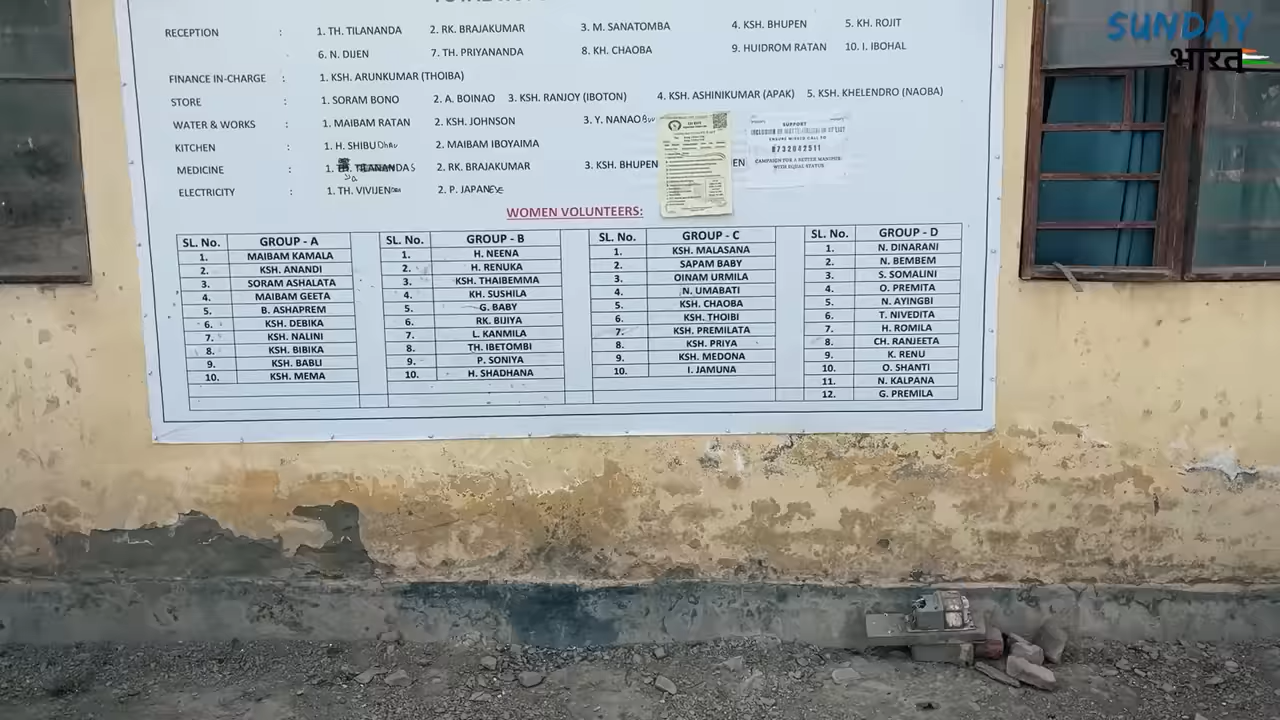 SUNDAY
भारत
RECEPTION : 1. TH. TILANANDA 2. RK. BRAJAKUMAR 3. M. SANATOMBA 4. KSH. BHUPEN 5. KH. ROJIT
6. N. DIJEN 7. TH. PRIYANANDA 8. KH. CHAOBA 9. HUIDROM RATAN 10. I. IBOHAL
FINANCE IN-CHARGE : 1. KSH. ARUNKUMAR (THOIBA)
STORE : 1. SORAM BONO 2. A. BOINAO 3. KSH. RANJOY (IBOTON) 4. KSH. ASHINIKUMAR (APAK) 5. KSH. KHELENDRO (NAOBA)
WATER & WORKS : 1. MAIBAM RATAN 2. KSH. JOHNSON 3. Y. NANAO
KITCHEN : 1. H. SHIBU 2. MAIBAM IBOYAIMA
MEDICINE : 1. 2. RK. BRAJAKUMAR 3. KSH. BHUPEN
ELECTRICITY : 1. TH. VIVIJEN 2. P. JAPAN
SUPPORT
ENSURE MISSED CALL TO
8732042911
CAMPAIGN FOR A BETTER MANIPUR
WITH EQUAL STATUS
WOMEN VOLUNTEERS:
SL. No. GROUP - A SL. No. GROUP - B SL. No. GROUP - C SL. No. GROUP - D
1. MAIBAM KAMALA 1. H. NEENA 1. KSH. MALASANA 1. N. DINARANI
2. KSH. ANANDI 2. H. RENUKA 2. SAPAM BABY 2. N. BEMBEM
3. SORAM ASHALATA 3. KSH. THAIBEMMA 3. OINAM URMILA 3. S. SOMALINI
4. MAIBAM GEETA 4. KH. SUSHILA 4. N. UMABATI 4. O. PREMITA
5. B. ASHAPREM 5. G. BABY 5. KSH. CHAOBA 5. N. AYINGBI
6. KSH. DEBIKA 6. RK. BIJIYA 6. KSH. THOIBI 6. T. NIVEDITA
7. KSH. NALINI 7. L. KANMILA 7. KSH. PREMILATA 7. H. ROMILA
8. KSH. BIBIKA 8. TH. IBETOMBI 8. KSH. PRIYA 8. CH. RANJEETA
9. KSH. BABLI 9. P. SONIYA 9. KSH. MEDONA 9. K. RENU
10. KSH. MEMA 10. H. SHADHANA 10. I. JAMUNA 10. O. SHANTI
11. N. KALPANA
12. G. PREMILA